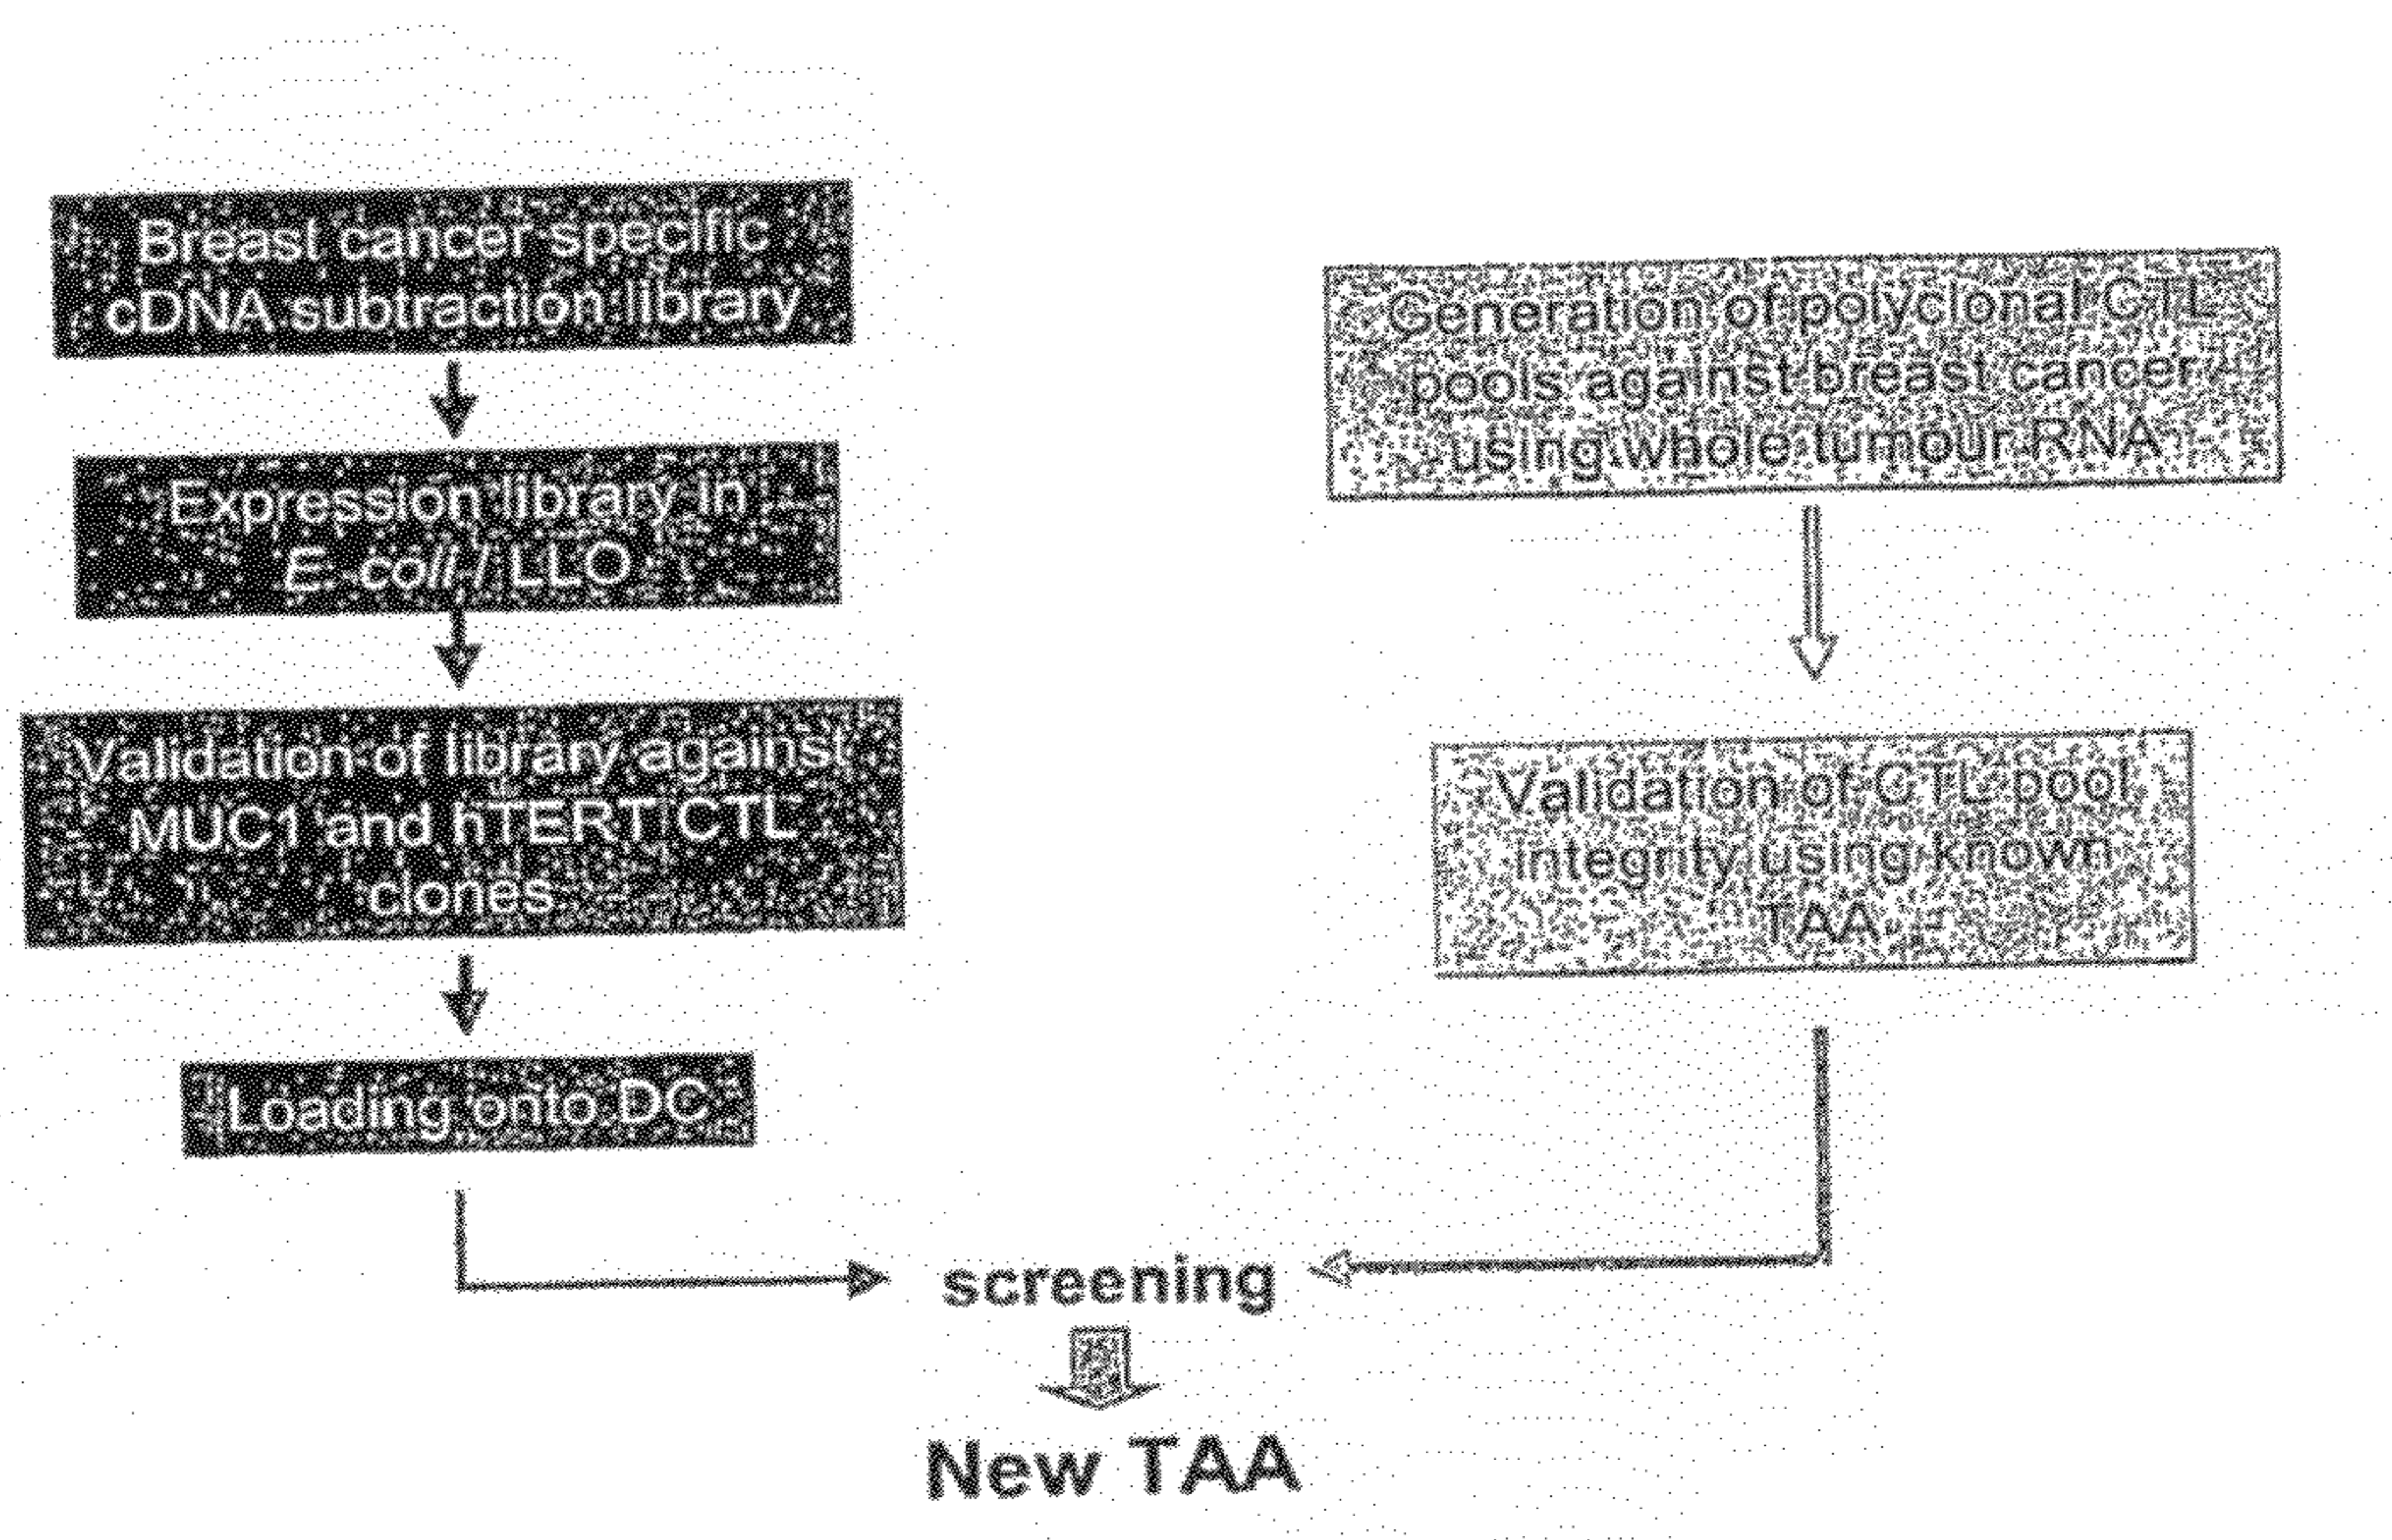 Breast cancer specific
cDNA subtraction library
Expression library in
E. coli / LLO
Validation of library against
MUC1 and hTERT CTL
clones
Loading onto DC
Generation of polyclonal CTL
pools against breast cancer
using whole tumour RNA
Validation of CTL pool
integrity using known
TAA
screening
New TAA